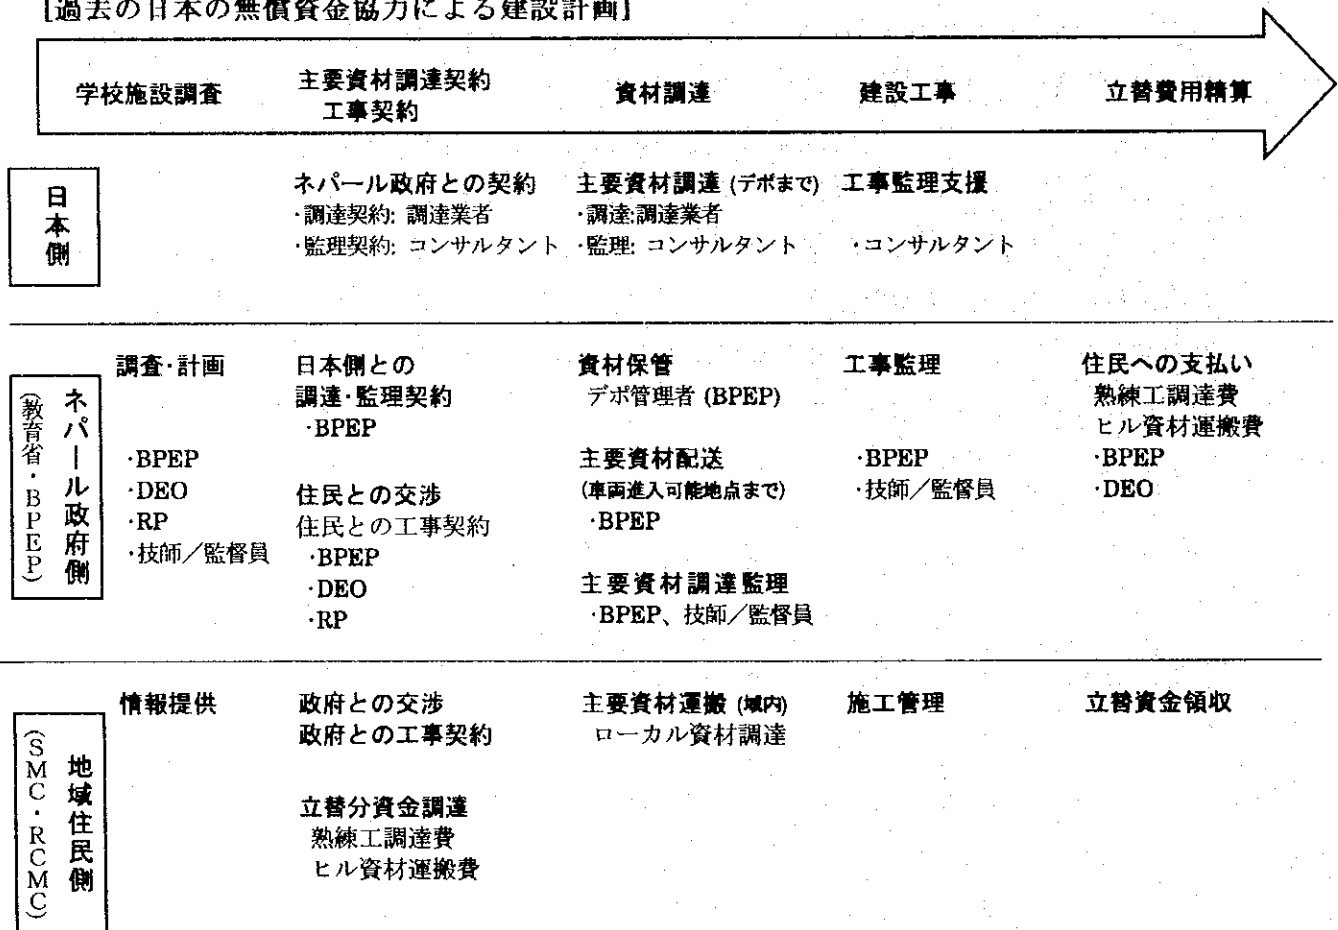 [過去の日本の無償資金協力による建設計画]
学校施設調査
主要資材調達契約
工事契約
資材調達
建設工事
立替費用精算
日本側
ネパール政府との契約
・調達契約: 調達業者
・監理契約: コンサルタント
主要資材調達 (デポまで)
・調達:調達業者
・監理: コンサルタント
工事監理支援
・コンサルタント
ネパール政府側
(教育省・BPEP)
調査・計画
・BPEP
・DEO
・RP
・技師／監督員
日本側との
調達・監理契約
・BPEP
住民との交渉
住民との工事契約
・BPEP
・DEO
・RP
資材保管
デポ管理者 (BPEP)
主要資材配送
(車両進入可能地点まで)
・BPEP
主要資材調達監理
・BPEP、技師／監督員
工事監理
・BPEP
・技師／監督員
住民への支払い
熟練工調達費
ヒル資材運搬費
・BPEP
・DEO
地域住民側
(SMC・RCMC)
情報提供
政府との交渉
政府との工事契約
立替分資金調達
熟練工調達費
ヒル資材運搬費
主要資材運搬 (域内)
ローカル資材調達
施工管理
立替資金領収